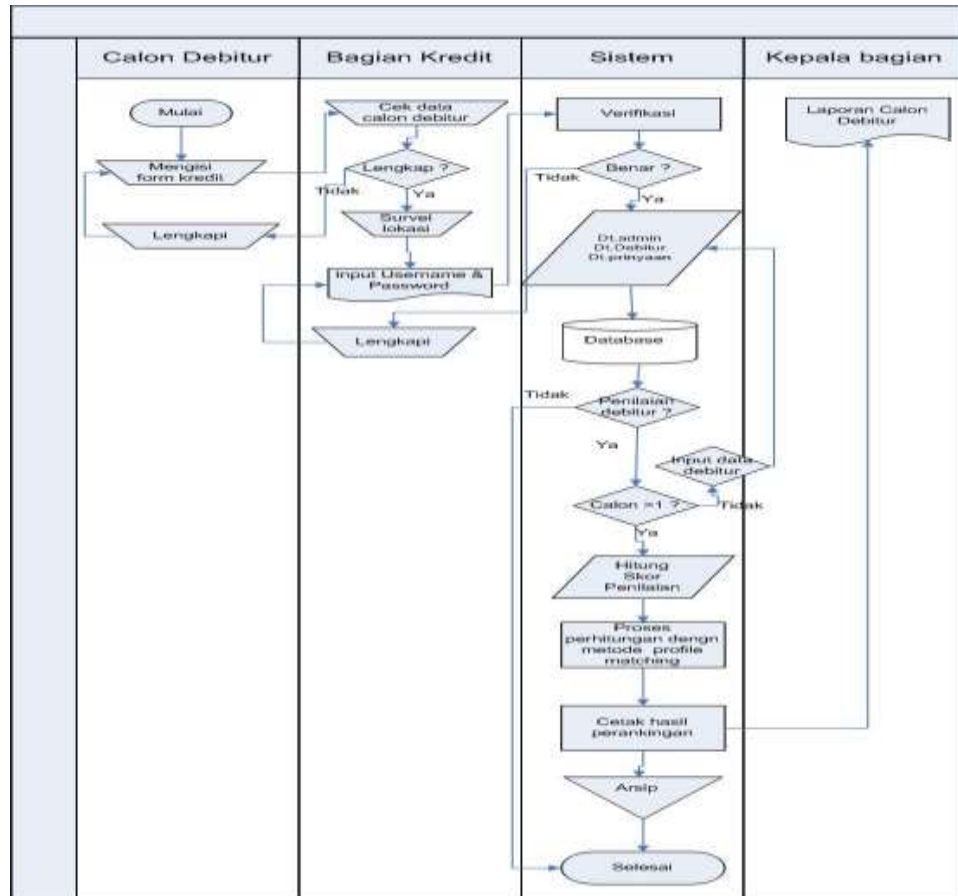 Calon Debitur
Bagian Kredit
Sistem
Kepala bagian
Mulai
Mengisi
form kredit
Lengkapi
Cek data
calon debitur
Lengkap ?
Tidak
Ya
Survei
lokasi
Input Username &
Password
Lengkapi
Verifikasi
Benar ?
Tidak
Ya
Dt.admin
Dt.Debitur
Dt.prinyaan
Database
Penilaian
debitur ?
Tidak
Ya
Calon >1 ?
Tidak
Input data
debitur
Ya
Hitung
Skor
Penilaian
Proses
perhitungan dengn
metode profile
matching
Cetak hasil
perankingan
Arsip
Selesai
Laporan Calon
Debitur